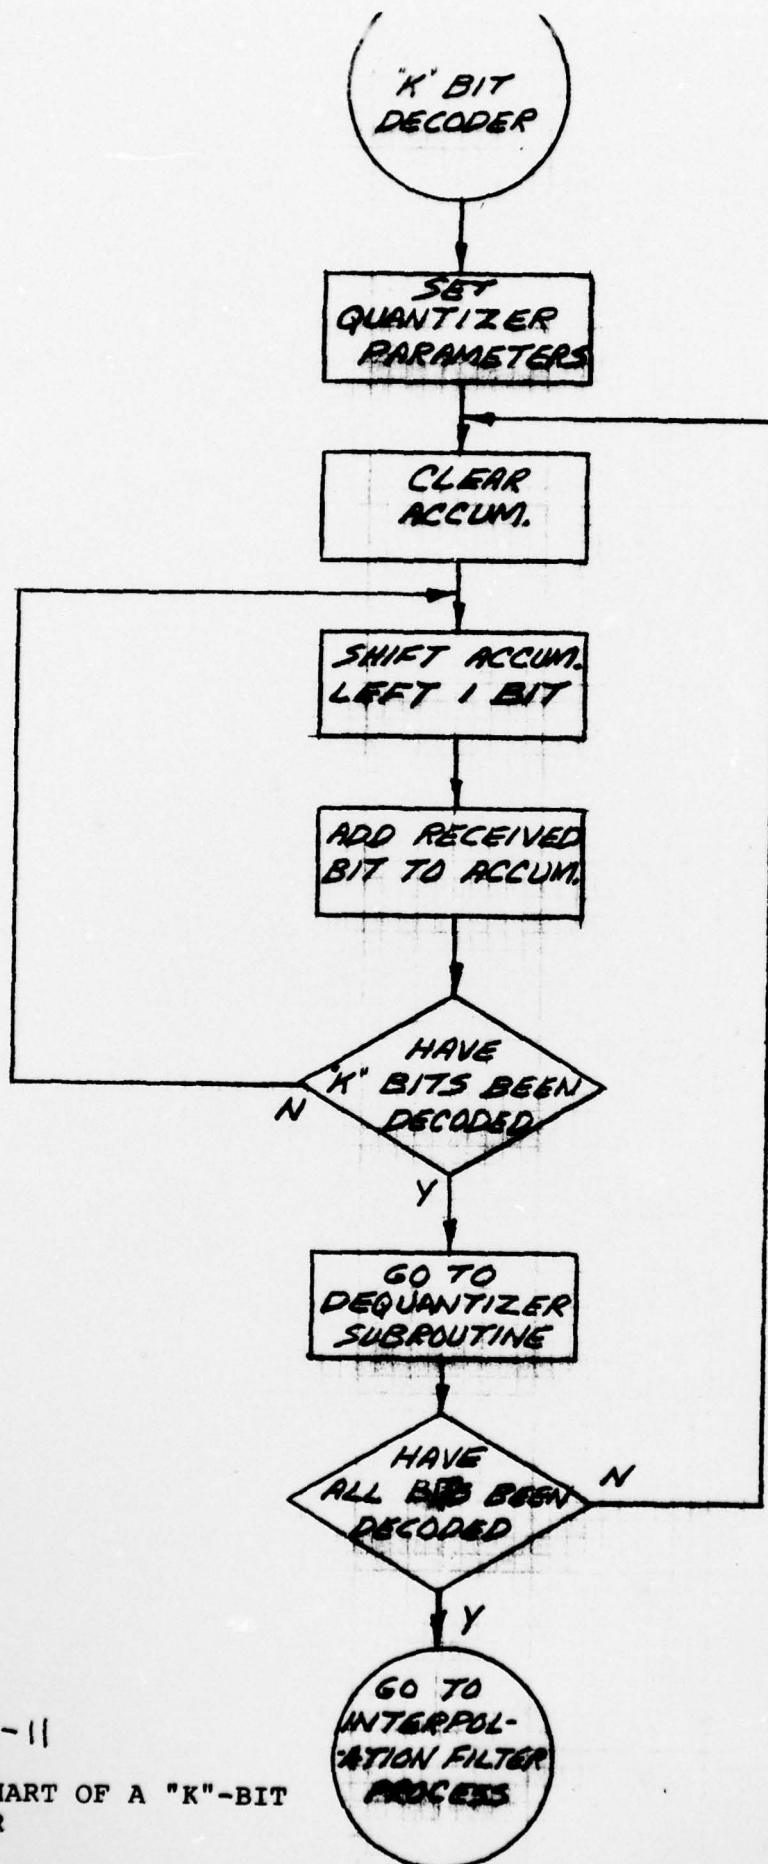 "K" BIT
DECODER
SET
QUANTIZER
PARAMETERS
CLEAR
ACCUM.
SHIFT ACCUM.
LEFT 1 BIT
ADD RECEIVED
BIT TO ACCUM.
HAVE
"K" BITS BEEN
DECODED
N
Y
GO TO
DEQUANTIZER
SUBROUTINE
HAVE
ALL BITS BEEN
DECODED
N
Y
GO TO
INTERPOL-
-ATION FILTER
PROCESS
-11
HART OF A "K"-BIT
R